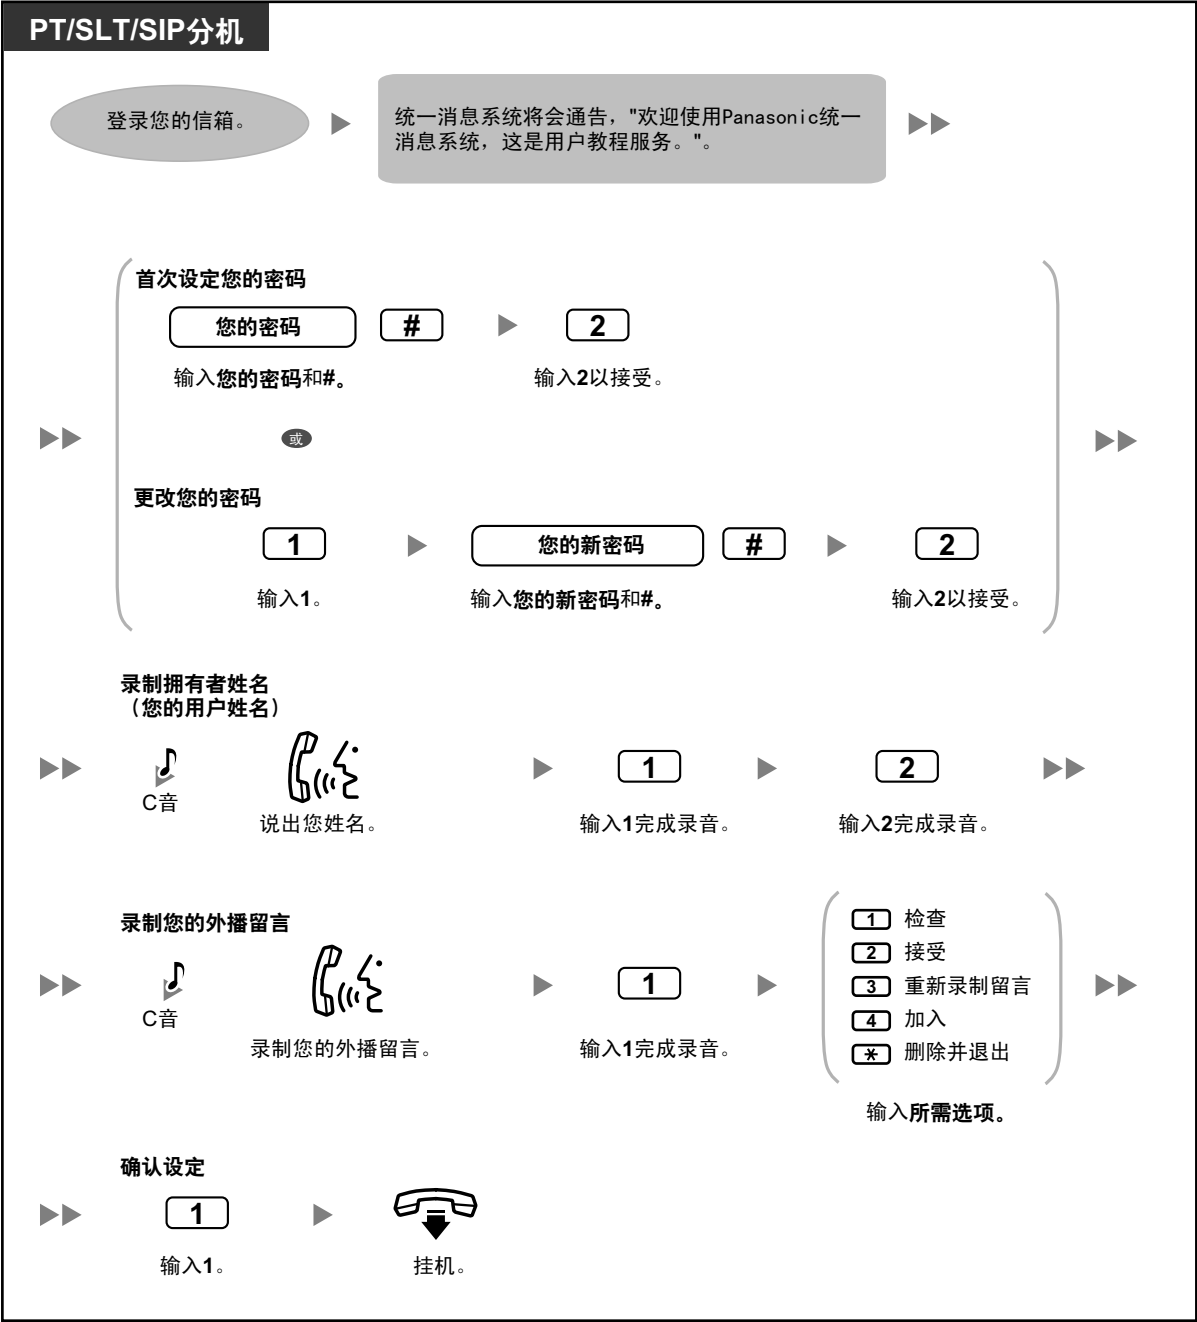 PT/SLT/SIP分机
登录您的信箱。
统一消息系统将会通告，"欢迎使用Panasonic统一
消息系统，这是用户教程服务。"。
首次设定您的密码
您的密码 # 2
输入您的密码和#。 输入2以接受。
或
更改您的密码
1 您的新密码 # 2
输入1。 输入您的新密码和#。 输入2以接受。
录制拥有者姓名
（您的用户姓名）
1 2
C音
说出您姓名。 输入1完成录音。 输入2完成录音。
录制您的外播留言
1
C音
录制您的外播留言。 输入1完成录音。
1 检查
2 接受
3 重新录制留言
4 加入
* 删除并退出
输入所需选项。
确认设定
1
输入1。 挂机。